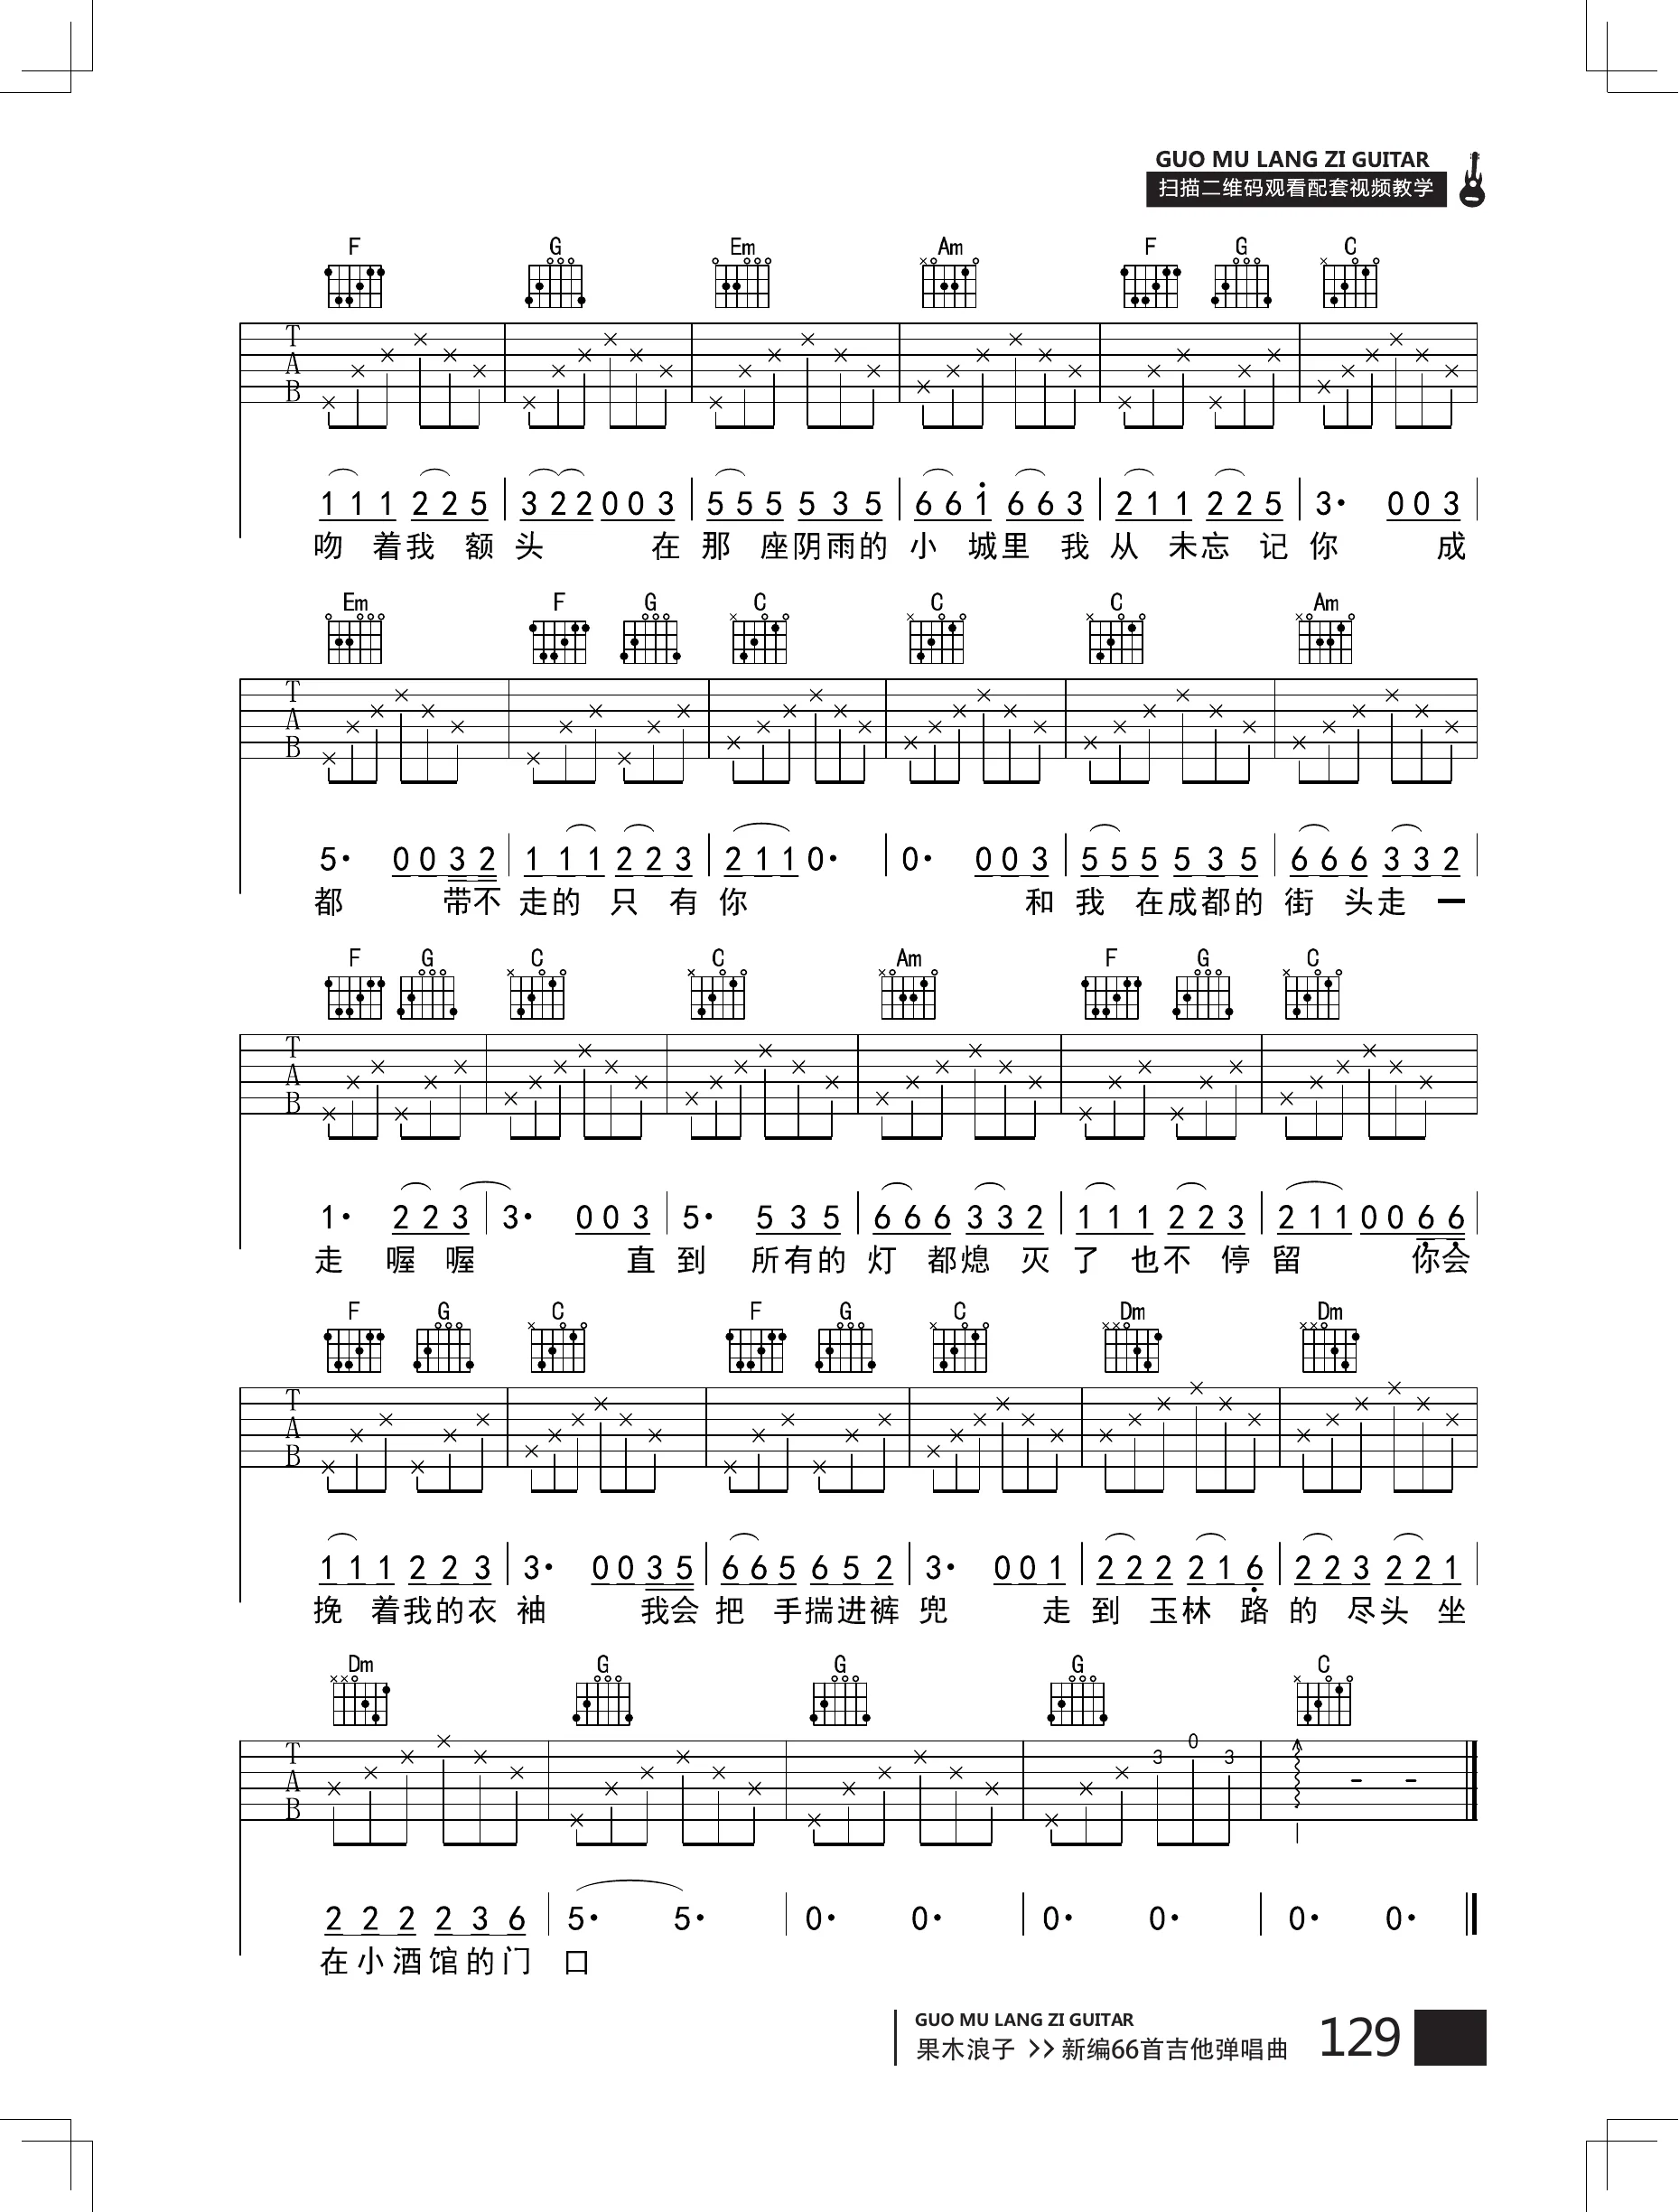 GUO MU LANG ZI GUITAR
扫描二维码观看配套视频教学
F G Em Am F G C
T
A
B
1 1 1 2 2 5 3 2 2 0 0 3 5 5 5 5 3 5 6 6 1 6 6 3 2 1 1 2 2 5 3· 0 0 3
吻 着我 额 头 在 那 座阴雨的 小 城里 我 从 未忘 记 你 成
Em F G C C C Am
T
A
B
5· 0 0 3 2 1 1 1 2 2 3 2 1 1 0· 0· 0 0 3 5 5 5 5 3 5 6 6 6 3 3 2
都 带不 走的 只 有 你 和 我 在成都的 街 头走 一
F G C C Am F G C
T
A
B
1· 2 2 3 3· 0 0 3 5· 5 3 5 6 6 6 3 3 2 1 1 1 2 2 3 2 1 1 0 0 6 6
走 喔 喔 直 到 所有的 灯 都熄 灭 了 也不 停 留 你会
F G C F G C Dm Dm
T
A
B
1 1 1 2 2 3 3· 0 0 3 5 6 6 5 6 5 2 3· 0 0 1 2 2 2 2 1 6 2 2 3 2 2 1
挽 着我的衣 袖 我会 把 手揣进裤 兜 走 到 玉林 路 的 尽头 坐
Dm G G G C
T
A
B
3 0 3 - -
2 2 2 2 3 6 5· 5· 0· 0· 0· 0· 0· 0·
在小酒馆的门 口
GUO MU LANG ZI GUITAR
果木浪子 >> 新编66首吉他弹唱曲 129